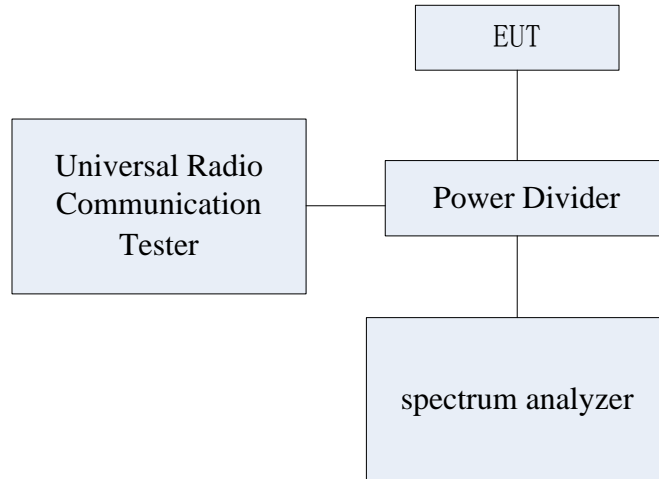 EUT
Universal Radio
Communication
Tester
Power Divider
spectrum analyzer